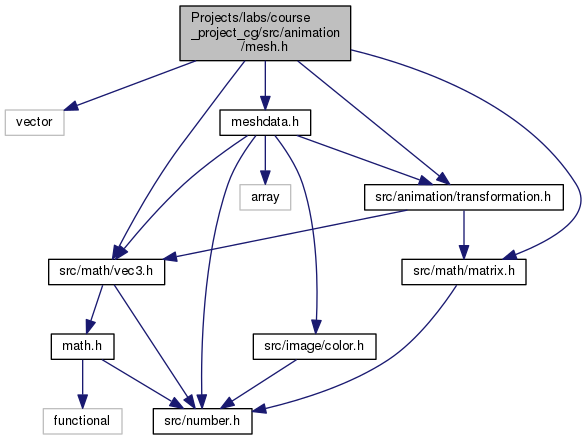 Projects/labs/course
_project_cg/src/animation
/mesh.h
vector
meshdata.h
array
src/animation/transformation.h
src/math/vec3.h
src/math/matrix.h
math.h
src/image/color.h
functional
src/number.h